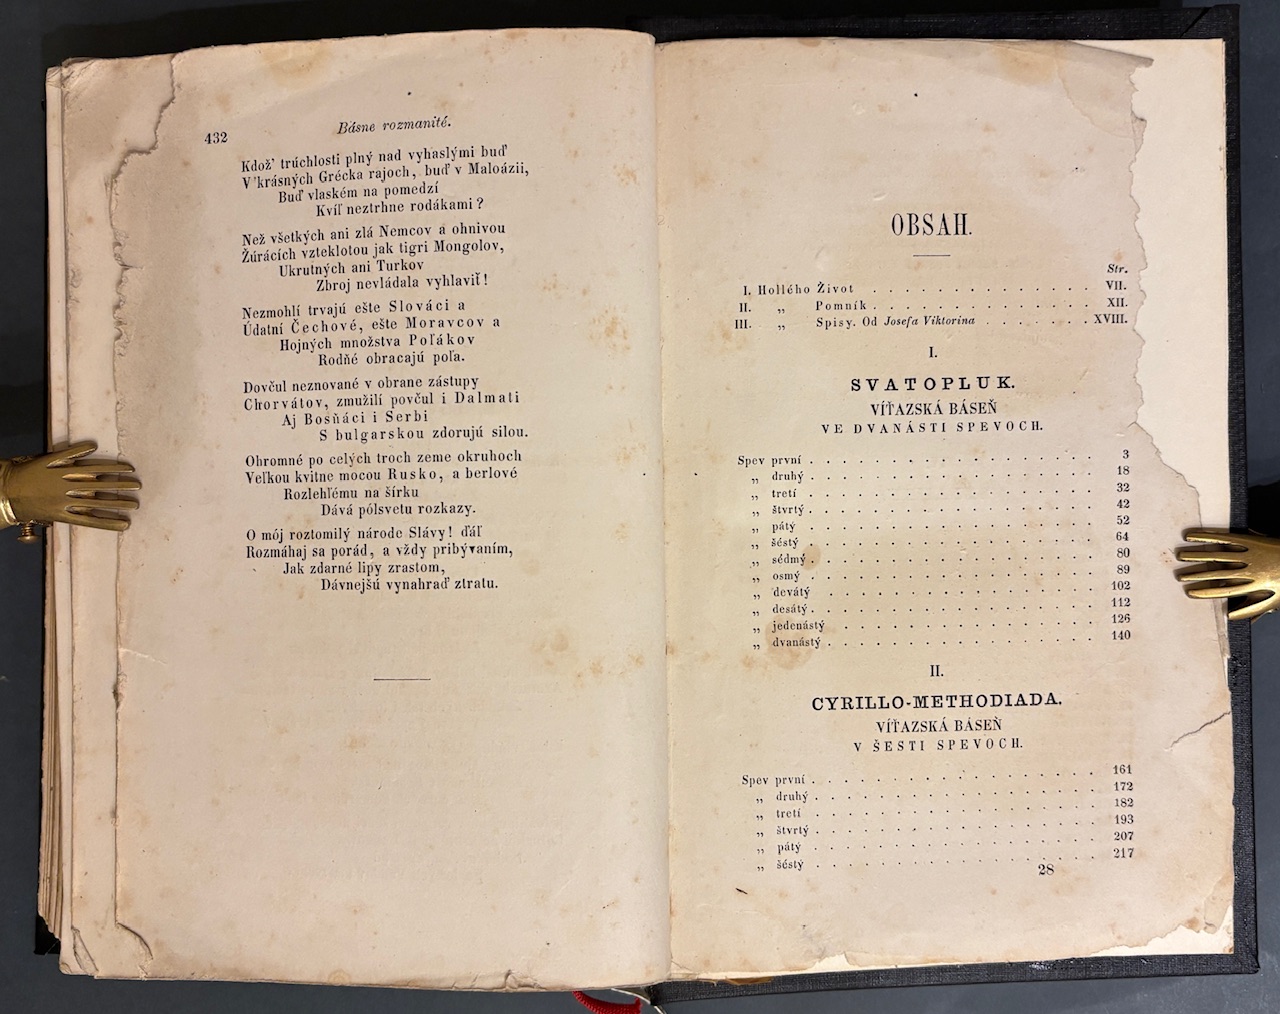 432
Básne rozmanité.
Kdož' trúchlosti plný nad vyhaslými buď
V'krásných Grécka rajoch, buď v Maloázii,
Buď vlaském na pomedzí
Kvíľ neztrhne rodákami?
Než všetkých ani zlá Nemcov a ohnivou
Žúrácích vzteklotou jak tigri Mongolov,
Ukrutných ani Turkov
Zbroj nevládala vyhlaviť!
Nezmohlí trvajú ešte Slováci a
Údatní Čechové, ešte Moravcov a
Hojných množstva Poľákov
Rodňé obracajú poľa.
Dovčul neznované v obrane zástupy
Chorvátov, zmužilí povčul i Dalmati
Aj Bosňáci i Serbi
S bulgarskou zdorujú silou.
Ohromné po celých troch zeme okruhoch
Veľkou kvitne mocou Rusko, a berlové
Rozlehľému na šírku
Dává pólsvetu rozkazy.
O mój roztomilý národe Slávy! ďáľ
Rozmáhaj sa porád, a vždy pribývaním,
Jak zdarné lipy zrastom,
Dávnejšú vynahraď ztratu.
OBSAH.
Str.
I. Hollého Život . . . . . . . . . . . . . . . VII.
II. „ Pomník . . . . . . . . . . . . . . XII.
III. „ Spisy. Od Josefa Viktorina . . . . . . . XVIII.
I.
SVATOPLUK.
VÍŤAZSKÁ BÁSEŇ
VE DVANÁSTI SPEVOCH.
Spev první . . . . . . . . . . . . . . 3
„ druhý . . . . . . . . . . . . . . 18
„ tretí . . . . . . . . . . . . . . 32
„ štvrtý . . . . . . . . . . . . . . 42
„ pátý . . . . . . . . . . . . . . 52
„ šéstý . . . . . . . . . . . . . . 64
„ sédmý . . . . . . . . . . . . . . 80
„ osmý . . . . . . . . . . . . . . 89
„ devátý . . . . . . . . . . . . . . 102
„ desátý . . . . . . . . . . . . . . 112
„ jedenástý . . . . . . . . . . . . . 126
„ dvanástý . . . . . . . . . . . . . 140
II.
CYRILLO-METHODIADA.
VÍŤAZSKÁ BÁSEŇ
V ŠESTI SPEVOCH.
Spev první . . . . . . . . . . . . . . 161
„ druhý . . . . . . . . . . . . . . 172
„ tretí . . . . . . . . . . . . . . 182
„ štvrtý . . . . . . . . . . . . . . 193
„ pátý . . . . . . . . . . . . . . 207
„ šéstý . . . . . . . . . . . . . . 217
28